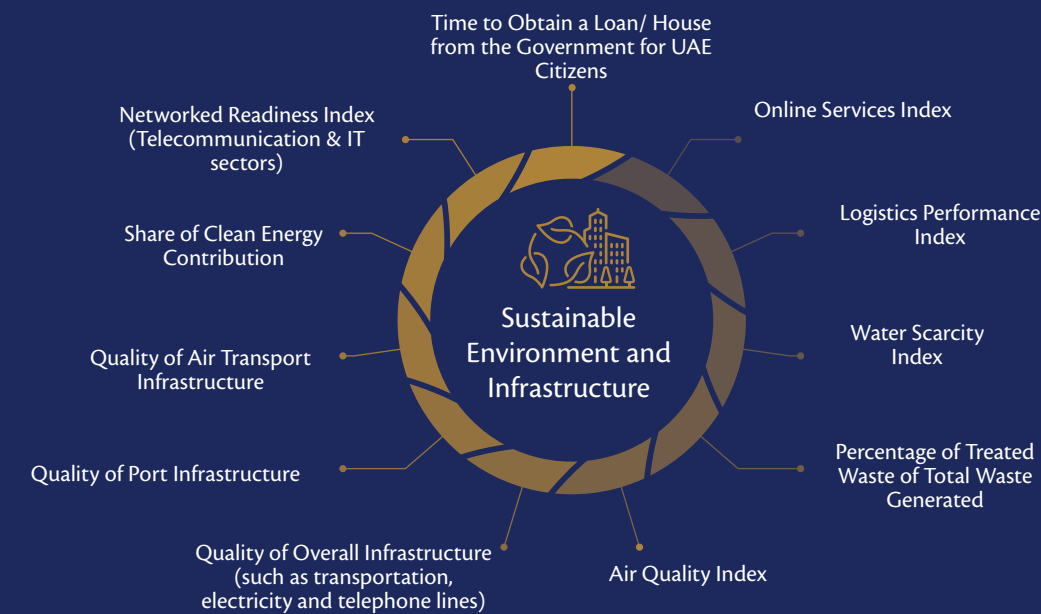 Time to Obtain a Loan/ House
from the Government for UAE
Citizens
Online Services Index
Logistics Performance
Index
Water Scarcity
Index
Percentage of Treated
Waste of Total Waste
Generated
Air Quality Index
Quality of Overall Infrastructure
(such as transportation,
electricity and telephone lines)
Quality of Port Infrastructure
Quality of Air Transport
Infrastructure
Share of Clean Energy
Contribution
Networked Readiness Index
(Telecommunication & IT
sectors)
Sustainable
Environment and
Infrastructure